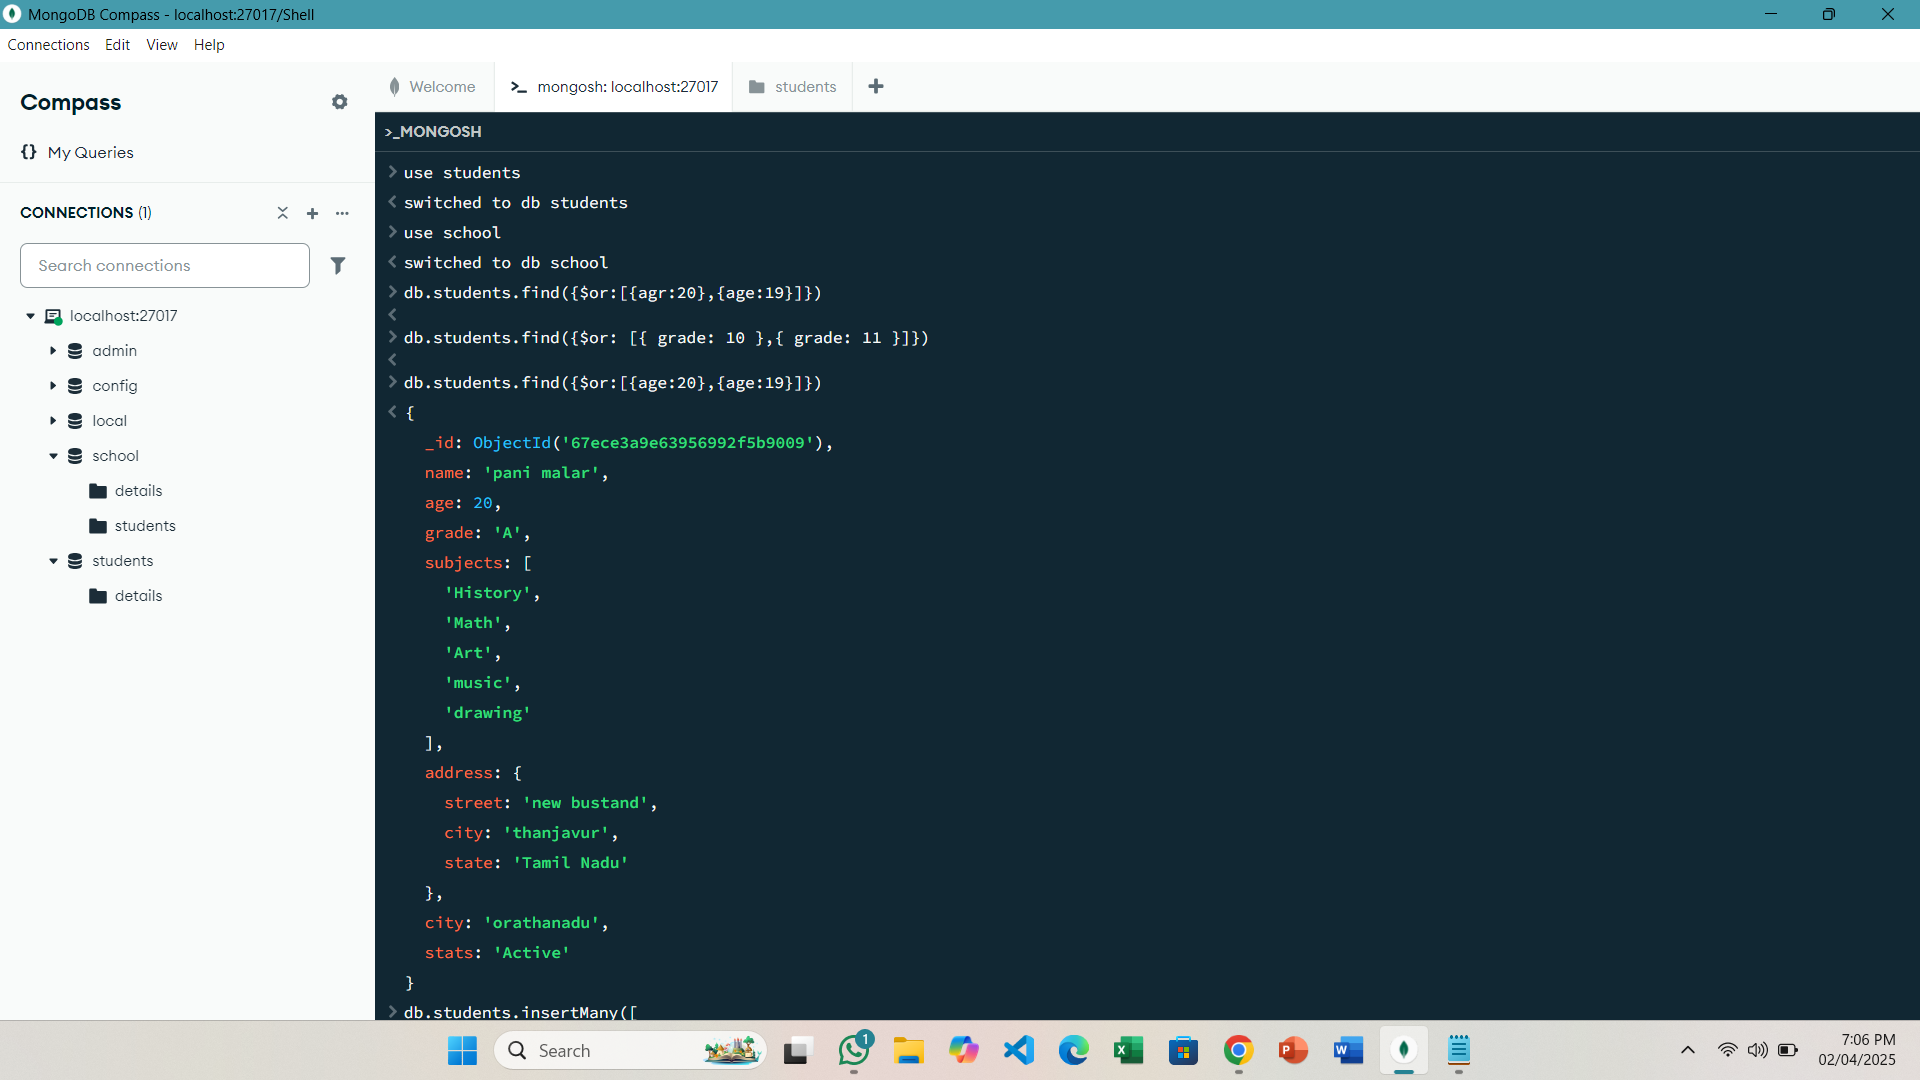 MongoDB Compass - localhost:27017/Shell
Connections Edit View Help
Compass
My Queries
CONNECTIONS (1)
Search connections
localhost:27017
admin
config
local
school
details
students
students
details
Welcome
mongosh: localhost:27017
students
>_MONGOSH
> use students
< switched to db students
> use school
< switched to db school
> db.students.find({$or:[{agr:20},{age:19}]})
<
> db.students.find({$or: [{ grade: 10 },{ grade: 11 }]})
<
> db.students.find({$or:[{age:20},{age:19}]})
< {
_id: ObjectId('67ece3a9e63956992f5b9009'),
name: 'pani malar',
age: 20,
grade: 'A',
subjects: [
'History',
'Math',
'Art',
'music',
'drawing'
],
address: {
street: 'new bustand',
city: 'thanjavur',
state: 'Tamil Nadu'
},
city: 'orathanadu',
stats: 'Active'
}
> db.students.insertMany([
Search
1
7:06 PM
02/04/2025